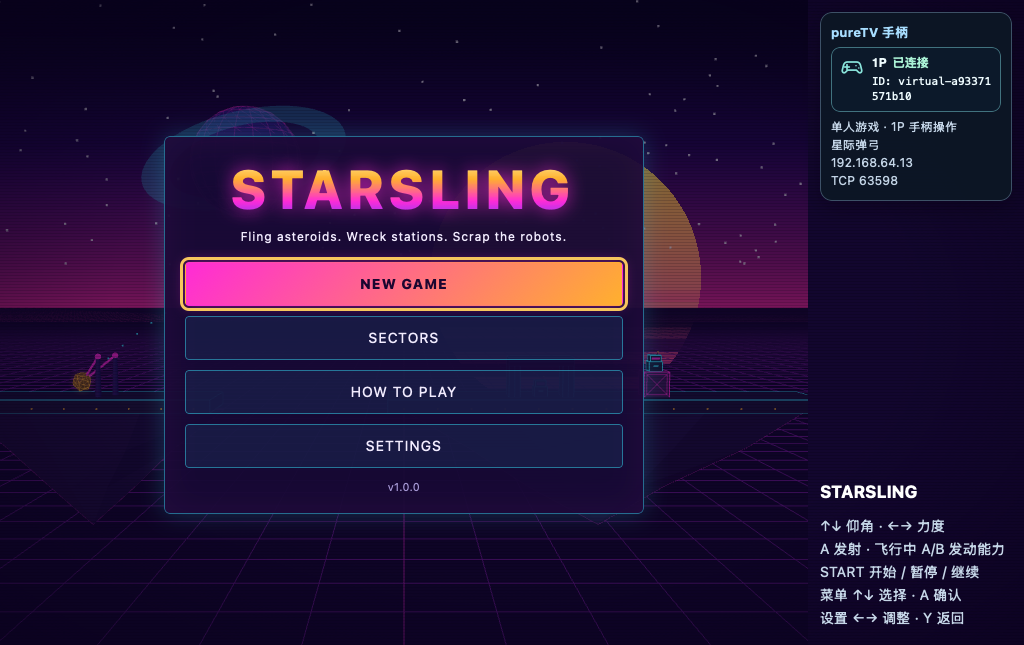 STARSLING
Fling asteroids. Wreck stations. Scrap the robots.
NEW GAME
SECTORS
HOW TO PLAY
SETTINGS
v1.0.0
pureTV 手柄
1P 已连接
ID: virtual-a93371
571b10
单人游戏 · 1P 手柄操作
星际弹弓
192.168.64.13
TCP 63598
STARSLING
↑↓ 仰角 · ←→ 力度
A 发射 · 飞行中 A/B 发动能力
START 开始 / 暂停 / 继续
菜单 ↑↓ 选择 · A 确认
设置 ←→ 调整 · Y 返回